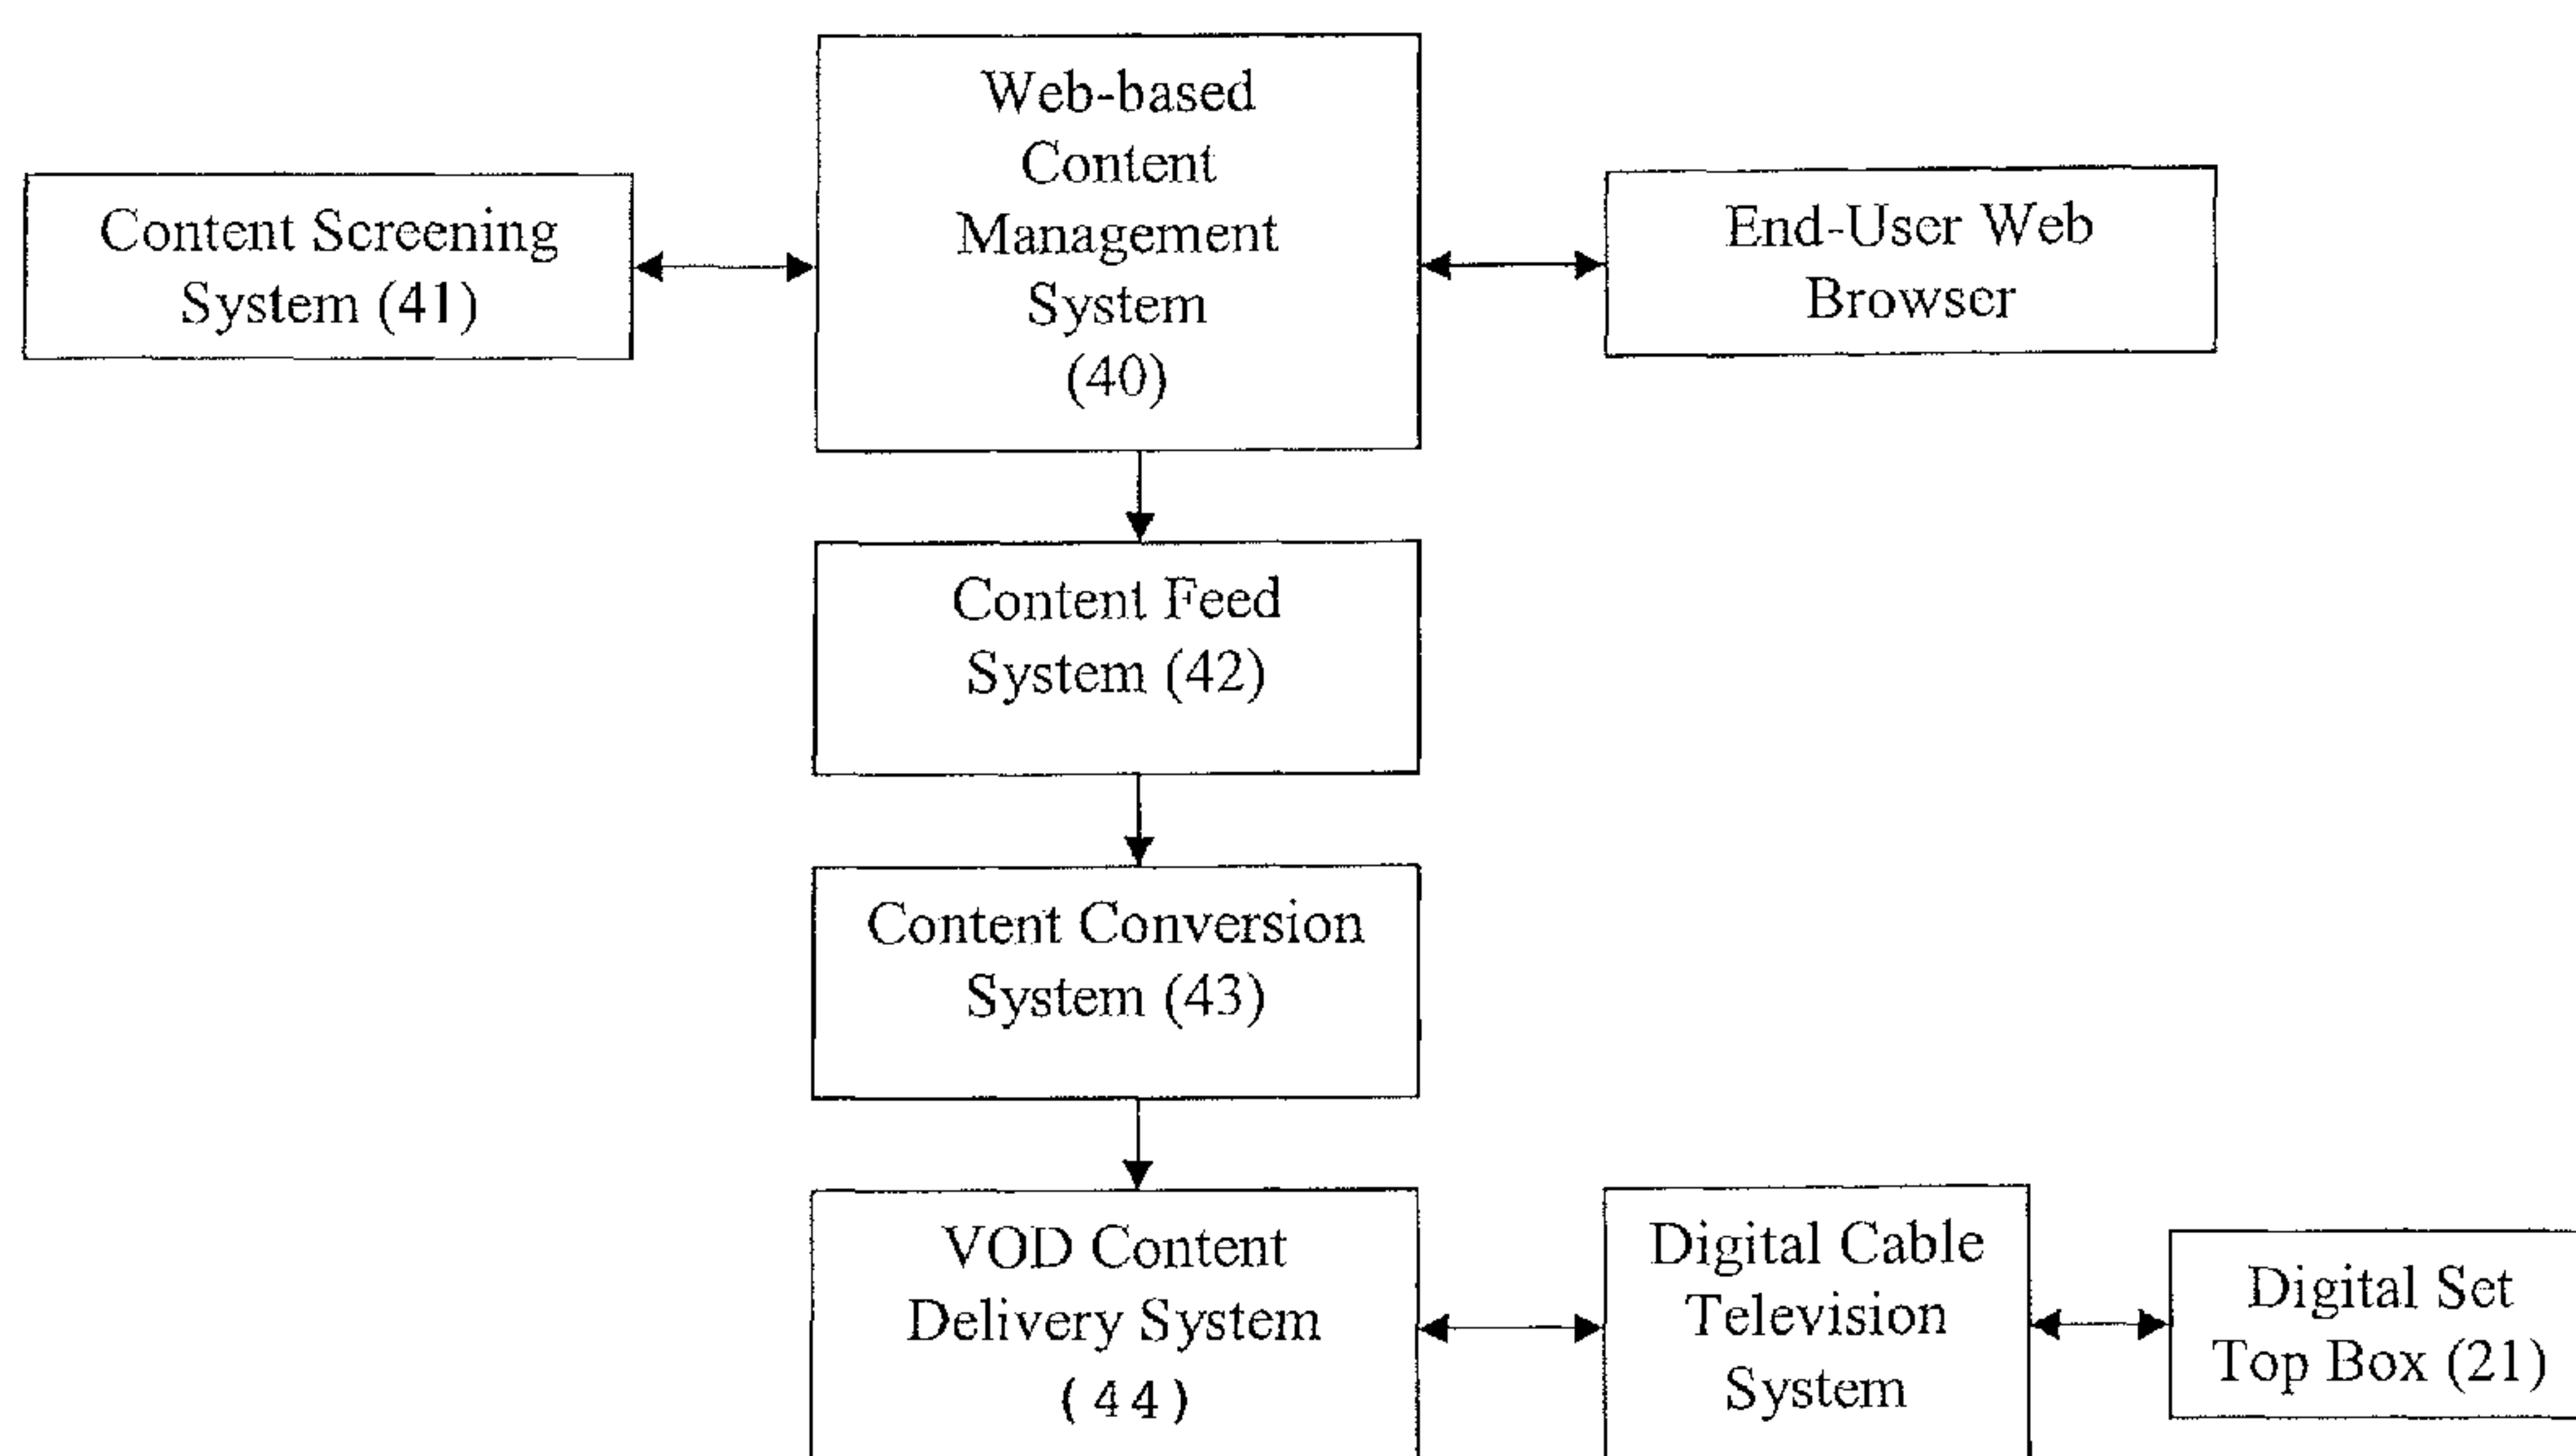 Web-based
Content
Management
System
(40)
Content Screening
System (41)
End-User Web
Browser
Content Feed
System (42)
Content Conversion
System (43)
VOD Content
Delivery System
(44)
Digital Cable
Television
System
Digital Set
Top Box (21)